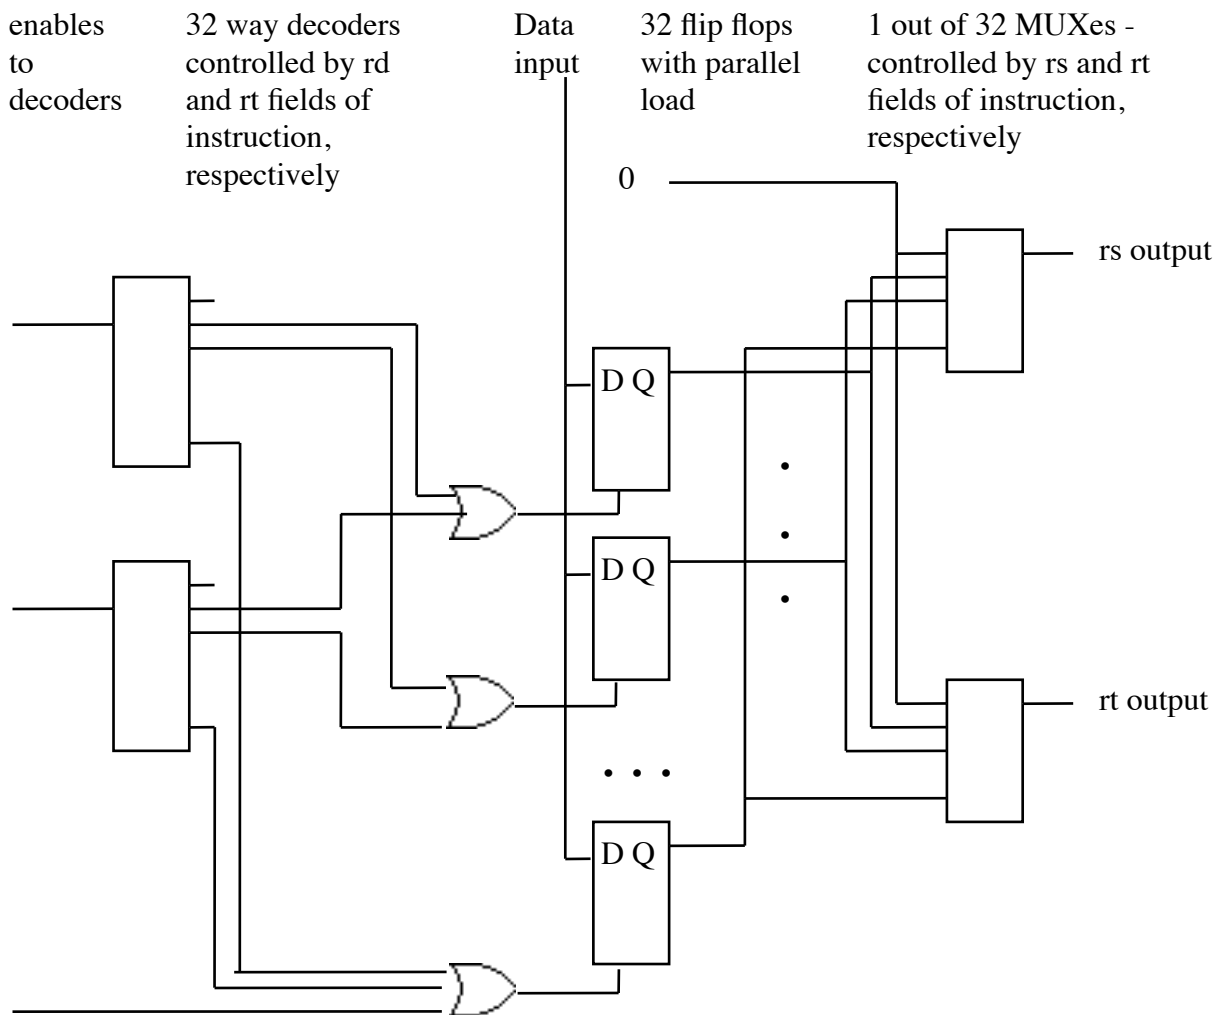 enables
to
decoders
32 way decoders
controlled by rd
and rt fields of
instruction,
respectively
Data
input
32 flip flops
with parallel
load
1 out of 32 MUXes -
controlled by rs and rt
fields of instruction,
respectively
0
rs output
D Q
D Q
rt output
D Q